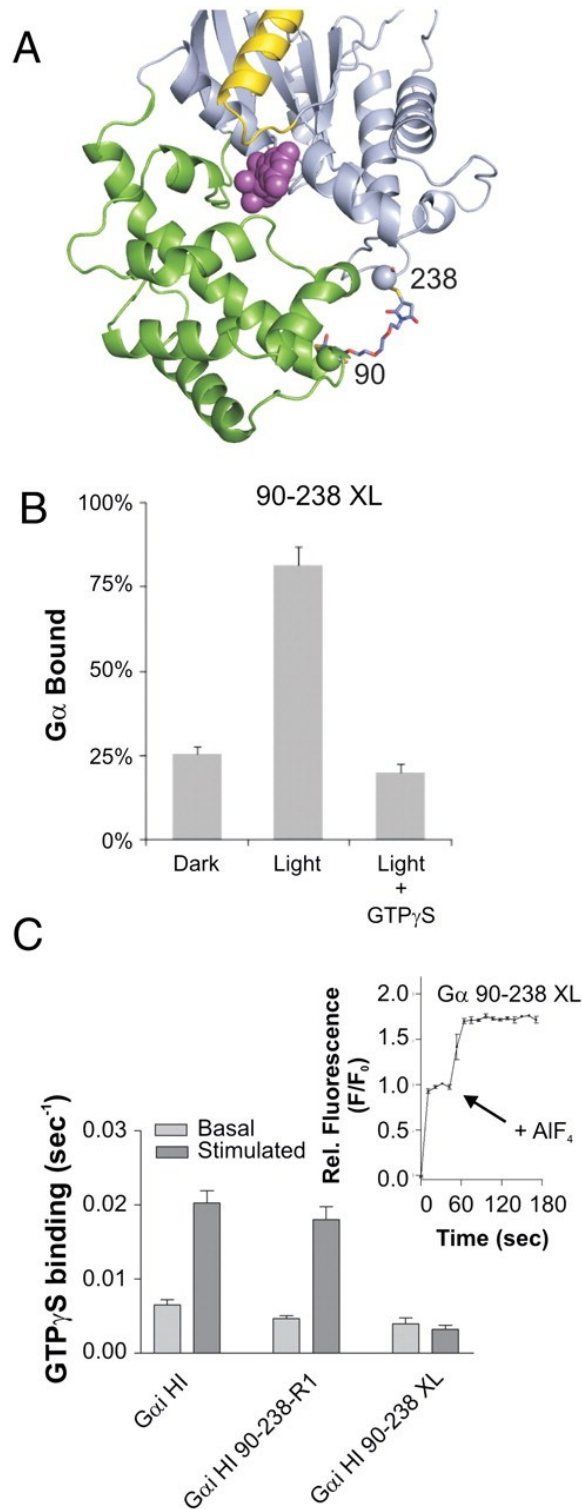 A
238
90
B
90-238 XL
100%
75%
50%
25%
0%
Gα Bound
Dark
Light
Light
+
GTPγS
C
Gα 90-238 XL
2.0
1.5
1.0
0.5
0.0
Rel. Fluorescence
(F/F₀)
+ AlF₄
0 60 120 180
Time (sec)
Basal
Stimulated
0.03
0.02
0.01
0.00
GTPγS binding (sec⁻¹)
Gαi HI
Gαi HI 90-238-R1
Gαi HI 90-238 XL